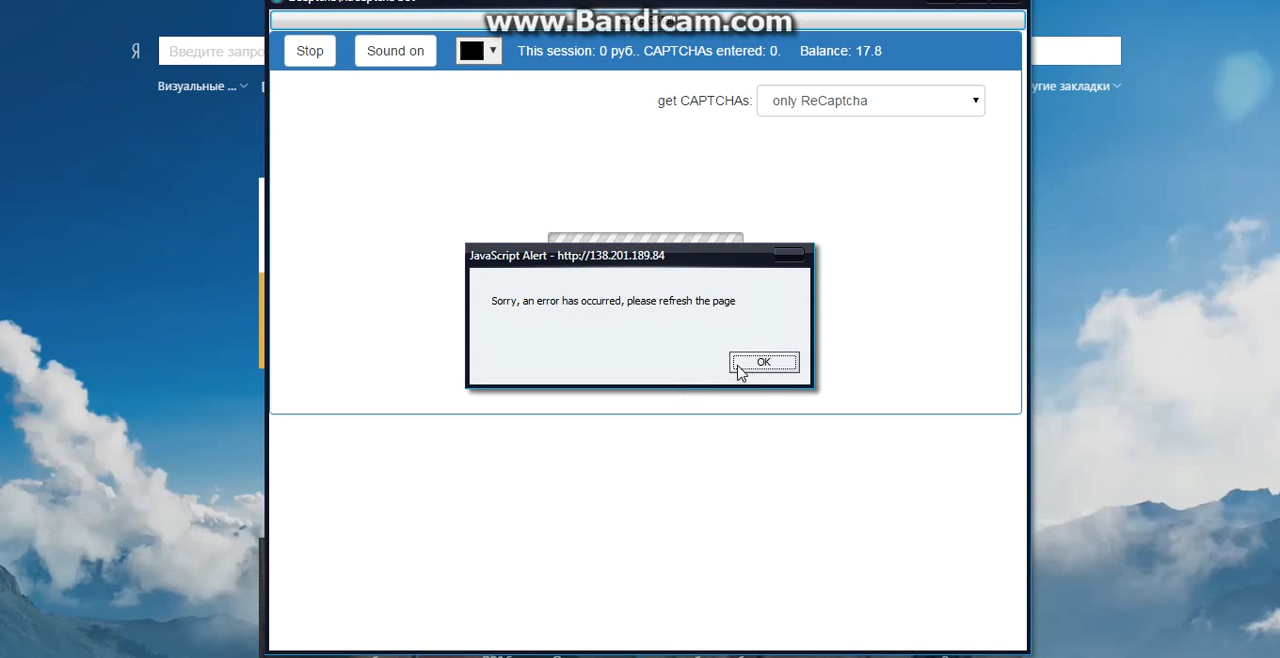 www.Bandicam.com
Я Введите запро
Stop Sound on This session: 0 руб.. CAPTCHAs entered: 0. Balance: 17.8
Визуальные ...
get CAPTCHAs: only ReCaptcha
закладки
JavaScript Alert - http://138.201.189.84
Sorry, an error has occurred, please refresh the page
OK